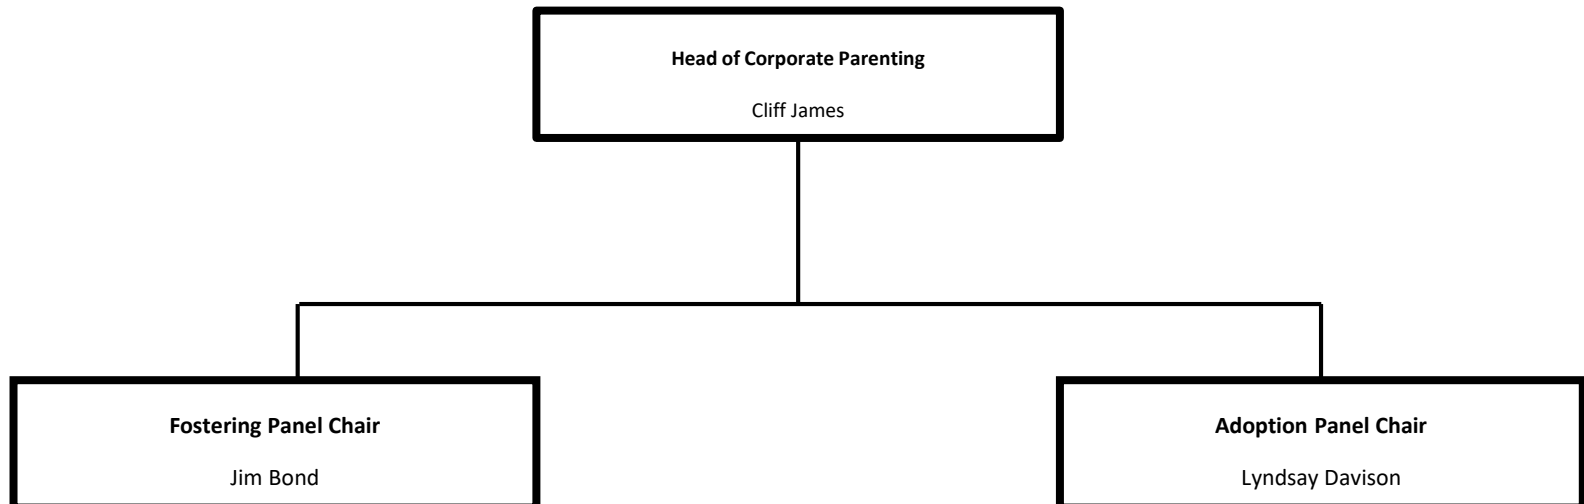 Head of Corporate Parenting
Cliff James
Fostering Panel Chair
Jim Bond
Adoption Panel Chair
Lyndsay Davison